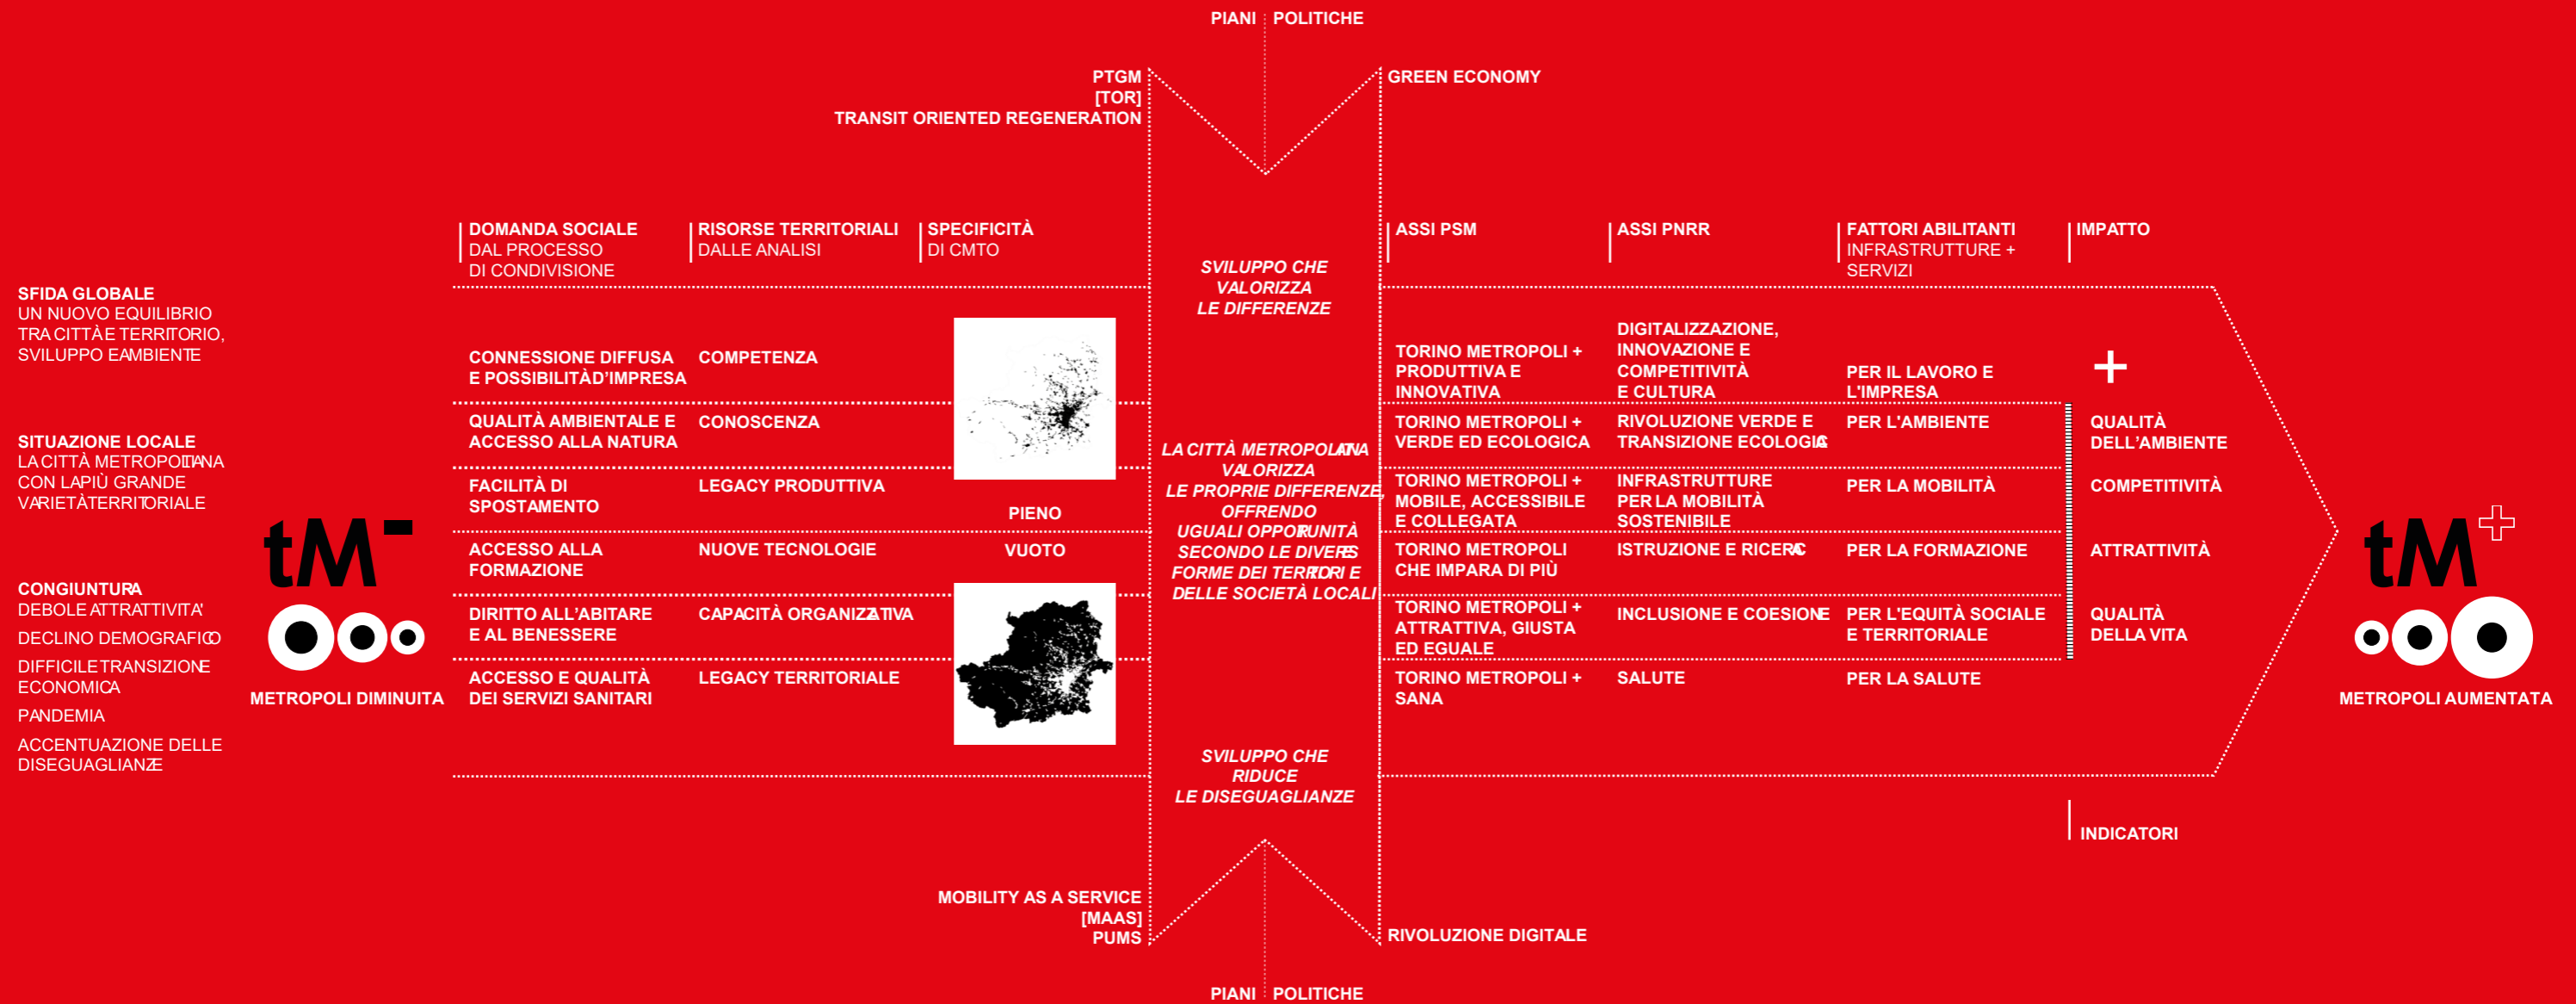 PIANI
POLITICHE
PTGM
[TOR]
TRANSIT ORIENTED REGENERATION
GREEN ECONOMY
SFIDA GLOBALE
UN NUOVO EQUILIBRIO
TRA CITTÀ E TERRITORIO,
SVILUPPO E AMBIENTE
SITUAZIONE LOCALE
LA CITTÀ METROPOLITANA
CON LA PIÙ GRANDE
VARIETÀ TERRITORIALE
CONGIUNTURA
DEBOLE ATTRATTIVITA'
DECLINO DEMOGRAFICO
DIFFICILE TRANSIZIONE
ECONOMICA
PANDEMIA
ACCENTUAZIONE DELLE
DISEGUAGLIANZE
tM-
METROPOLI DIMINUITA
DOMANDA SOCIALE
DAL PROCESSO
DI CONDIVISIONE
CONNESSIONE DIFFUSA
E POSSIBILITÀ D'IMPRESA
QUALITÀ AMBIENTALE E
ACCESSO ALLA NATURA
FACILITÀ DI
SPOSTAMENTO
ACCESSO ALLA
FORMAZIONE
DIRITTO ALL'ABITARE
E AL BENESSERE
ACCESSO E QUALITÀ
DEI SERVIZI SANITARI
RISORSE TERRITORIALI
DALLE ANALISI
COMPETENZA
CONOSCENZA
LEGACY PRODUTTIVA
NUOVE TECNOLOGIE
CAPACITÀ ORGANIZZATIVA
LEGACY TERRITORIALE
SPECIFICITÀ
DI CMTO
PIENO
VUOTO
SVILUPPO CHE
VALORIZZA
LE DIFFERENZE
LA CITTÀ METROPOLITANA
VALORIZZA
LE PROPRIE DIFFERENZE,
OFFRENDO
UGUALI OPPORTUNITÀ
SECONDO LE DIVERSE
FORME DEI TERRITORI E
DELLE SOCIETÀ LOCALI
SVILUPPO CHE
RIDUCE
LE DISEGUAGLIANZE
ASSI PSM
TORINO METROPOLI +
PRODUTTIVA E
INNOVATIVA
TORINO METROPOLI +
VERDE ED ECOLOGICA
TORINO METROPOLI +
MOBILE, ACCESSIBILE
E COLLEGATA
TORINO METROPOLI
CHE IMPARA DI PIÙ
TORINO METROPOLI +
ATTRATTIVA, GIUSTA
ED EGUALE
TORINO METROPOLI +
SANA
ASSI PNRR
DIGITALIZZAZIONE,
INNOVAZIONE E
COMPETITIVITÀ
E CULTURA
RIVOLUZIONE VERDE E
TRANSIZIONE ECOLOGICA
INFRASTRUTTURE
PER LA MOBILITÀ
SOSTENIBILE
ISTRUZIONE E RICERCA
INCLUSIONE E COESIONE
SALUTE
FATTORI ABILITANTI
INFRASTRUTTURE +
SERVIZI
PER IL LAVORO E
L'IMPRESA
PER L'AMBIENTE
PER LA MOBILITÀ
PER LA FORMAZIONE
PER L'EQUITÀ SOCIALE
E TERRITORIALE
PER LA SALUTE
IMPATTO
+
QUALITÀ
DELL'AMBIENTE
COMPETITIVITÀ
ATTRATTIVITÀ
QUALITÀ
DELLA VITA
INDICATORI
tM+
METROPOLI AUMENTATA
MOBILITY AS A SERVICE
[MAAS]
PUMS
RIVOLUZIONE DIGITALE
PIANI
POLITICHE